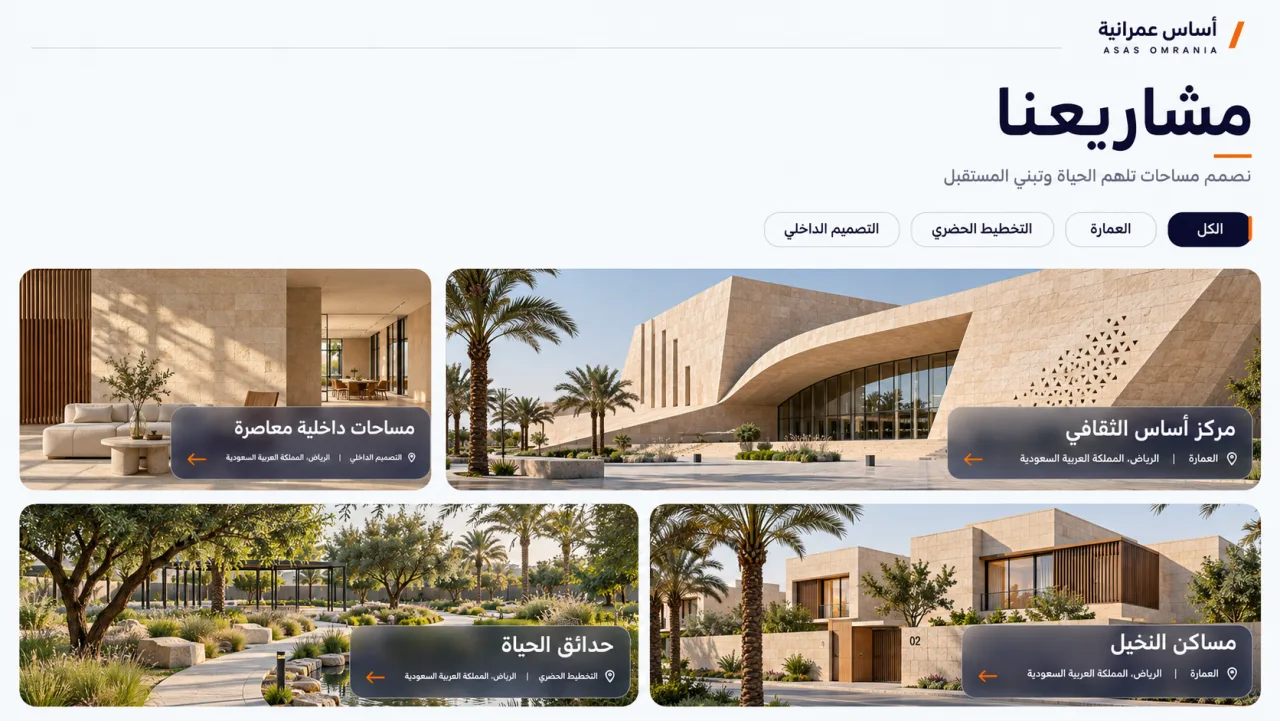 أساس عمرانية
ASAS OMRANIA
مشاريعنا
نصمم مساحات تلهم الحياة وتبني المستقبل
الكل
العمارة
التخطيط الحضري
التصميم الداخلي
مركز أساس الثقافي
العمارة | الرياض، المملكة العربية السعودية
مساحات داخلية معاصرة
التصميم الداخلي | الرياض، المملكة العربية السعودية
مساكن النخيل
العمارة | الرياض، المملكة العربية السعودية
02
حدائق الحياة
التخطيط الحضري | الرياض، المملكة العربية السعودية